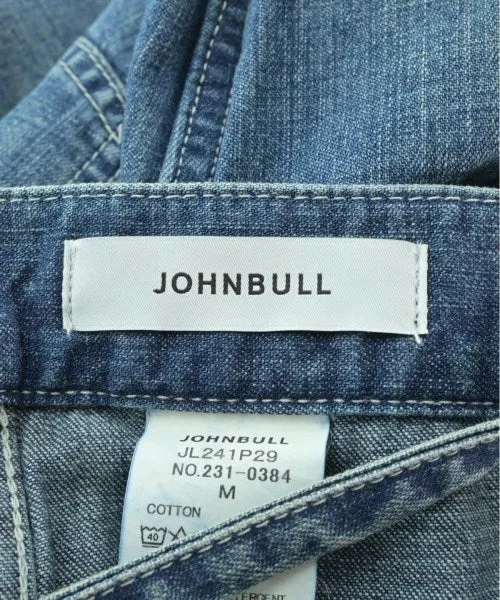 JOHNBULL
JOHNBULL
JL241P29
NO.231-0384
M
COTTON
40